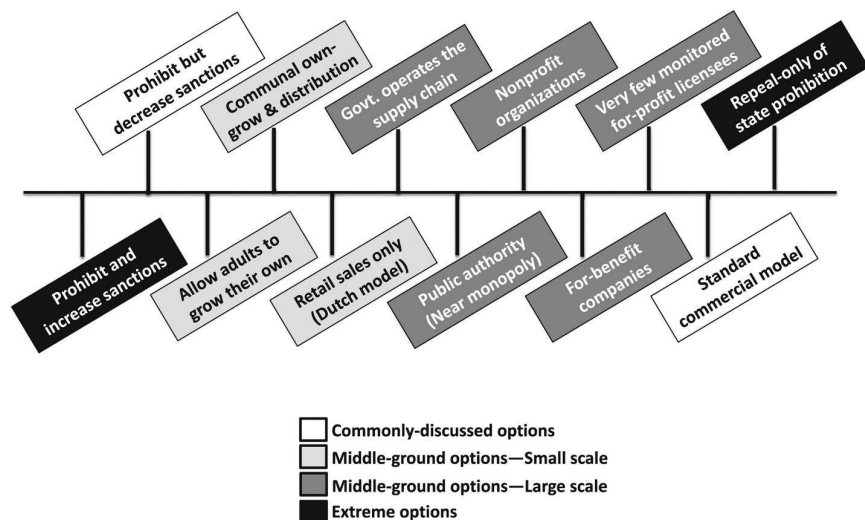 Prohibit but
decrease sanctions
Communal own-
grow & distribution
Govt. operates the
supply chain
Nonprofit
organizations
Very few monitored
for-profit licensees
Repeal-only of
state prohibition
Prohibit and
increase sanctions
Allow adults to
grow their own
Retail sales only
(Dutch model)
Public authority
(Near monopoly)
For-benefit
companies
Standard
commercial model
Commonly-discussed options
Middle-ground options—Small scale
Middle-ground options—Large scale
Extreme options